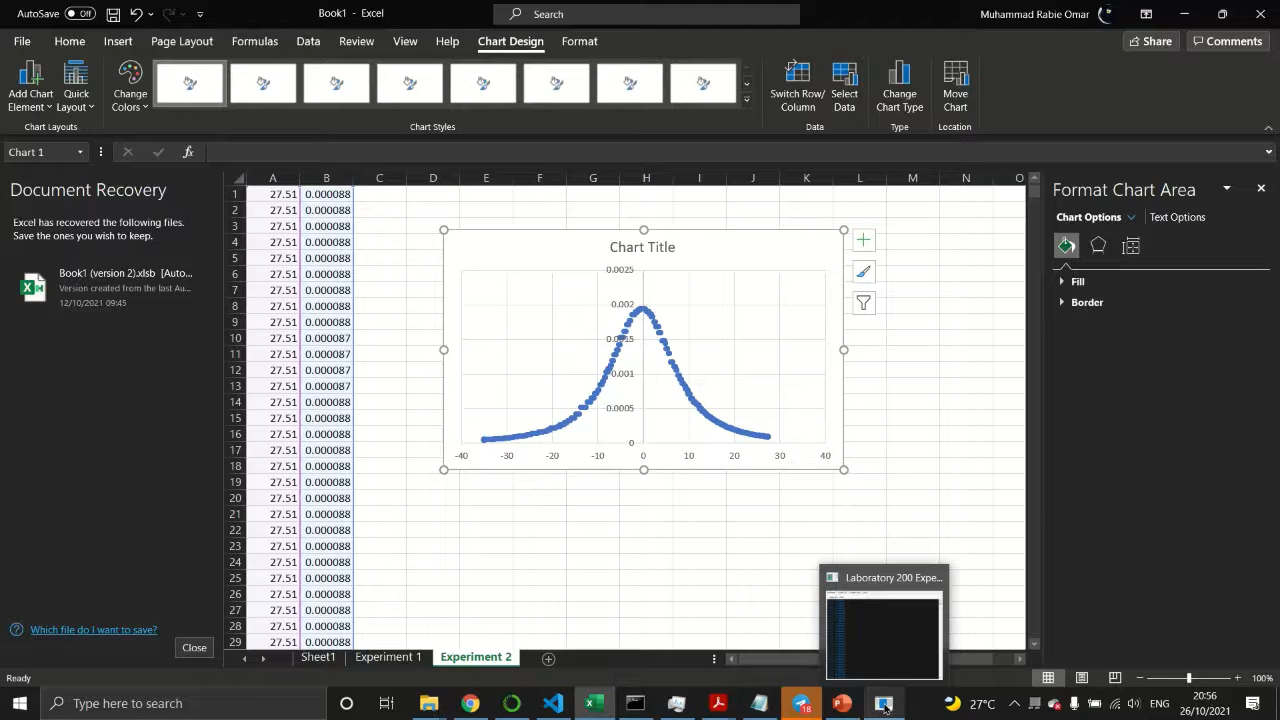 AutoSave Off Book1 - Excel Search Muhammad Rabie Omar
File Home Insert Page Layout Formulas Data Review View Help Chart Design Format Share Comments
Add Chart Element Quick Layout Change Colors Switch Row/ Column Select Data Change Chart Type Move Chart
Chart Layouts Chart Styles Data Type Location
Chart 1 fx
Document Recovery
Excel has recovered the following files.
Save the ones you wish to keep.
Book1 (version 2).xlsb [Auto...
Version created from the last Au...
12/10/2021 09:45
Which file do I want to save?
Close
A B C D E F G H I J K L M N O
1 27.51 0.000088
2 27.51 0.000088
3 27.51 0.000088
4 27.51 0.000088
5 27.51 0.000088
6 27.51 0.000088
7 27.51 0.000088
8 27.51 0.000088
9 27.51 0.000088
10 27.51 0.000087
11 27.51 0.000087
12 27.51 0.000087
13 27.51 0.000087
14 27.51 0.000088
15 27.51 0.000088
16 27.51 0.000088
17 27.51 0.000088
18 27.51 0.000088
19 27.51 0.000088
20 27.51 0.000088
21 27.51 0.000088
22 27.51 0.000088
23 27.51 0.000088
24 27.51 0.000088
25 27.51 0.000088
26 27.51 0.000088
27 27.51 0.000088
28 27.51 0.000088
29 27.51 0.000088
Chart Title
0.0025
0.002
0.0015
0.001
0.0005
0
-40 -30 -20 -10 0 10 20 30 40
Format Chart Area
Chart Options Text Options
Fill
Border
Laboratory 200 Expe...
Sheet1 Experiment 1 Experiment 2
Ready 100%
Type here to search 18 27°C ENG 20:56
26/10/2021